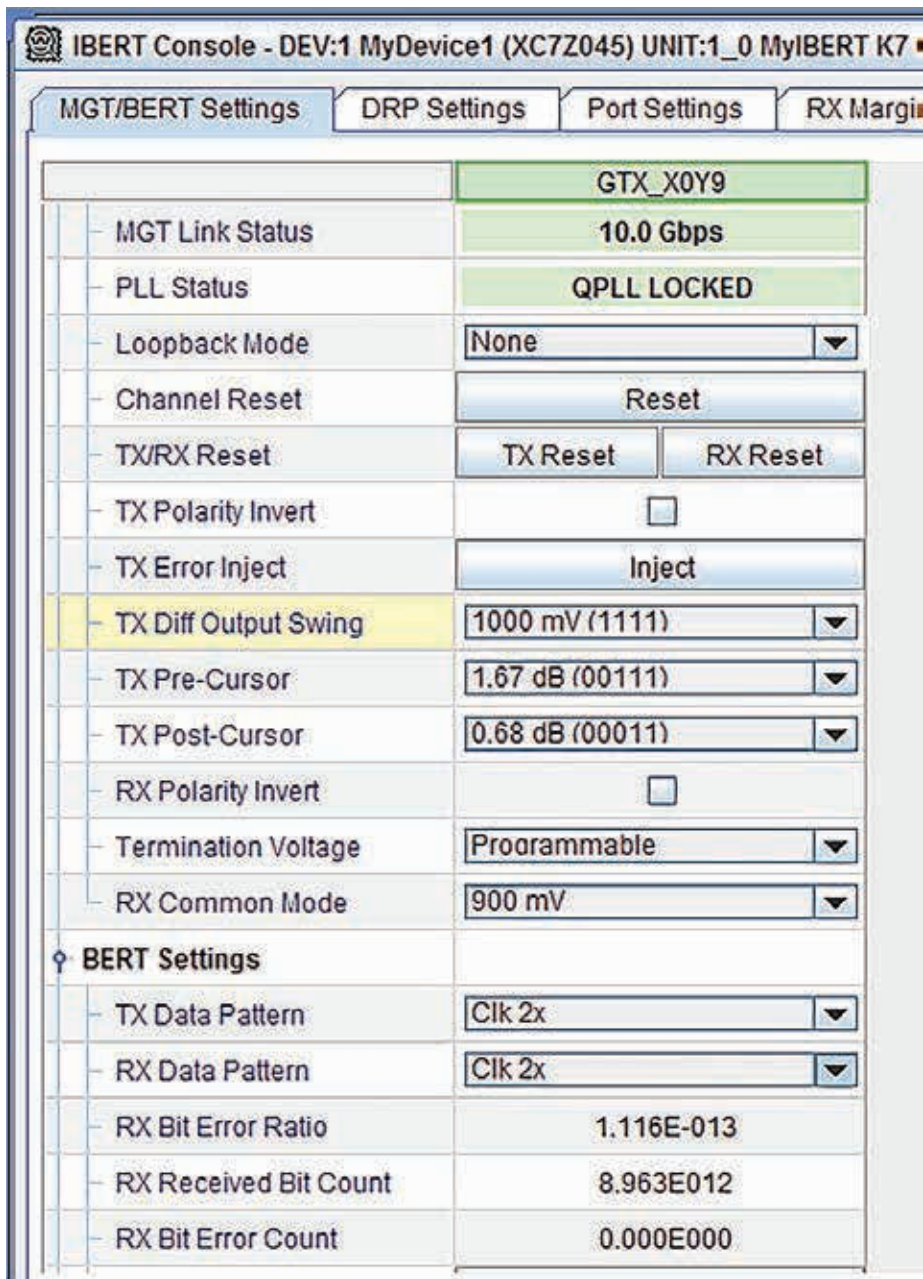 IBERT Console - DEV:1 MyDevice1 (XC7Z045) UNIT:1_0 MyIBERT K7
MGT/BERT Settings DRP Settings Port Settings RX Margi
GTX_X0Y9
MGT Link Status 10.0 Gbps
PLL Status QPLL LOCKED
Loopback Mode None
Channel Reset Reset
TX/RX Reset TX Reset RX Reset
TX Polarity Invert
TX Error Inject Inject
TX Diff Output Swing 1000 mV (1111)
TX Pre-Cursor 1.67 dB (00111)
TX Post-Cursor 0.68 dB (00011)
RX Polarity Invert
Termination Voltage Programmable
RX Common Mode 900 mV
BERT Settings
TX Data Pattern Clk 2x
RX Data Pattern Clk 2x
RX Bit Error Ratio 1.116E-013
RX Received Bit Count 8.963E012
RX Bit Error Count 0.000E000